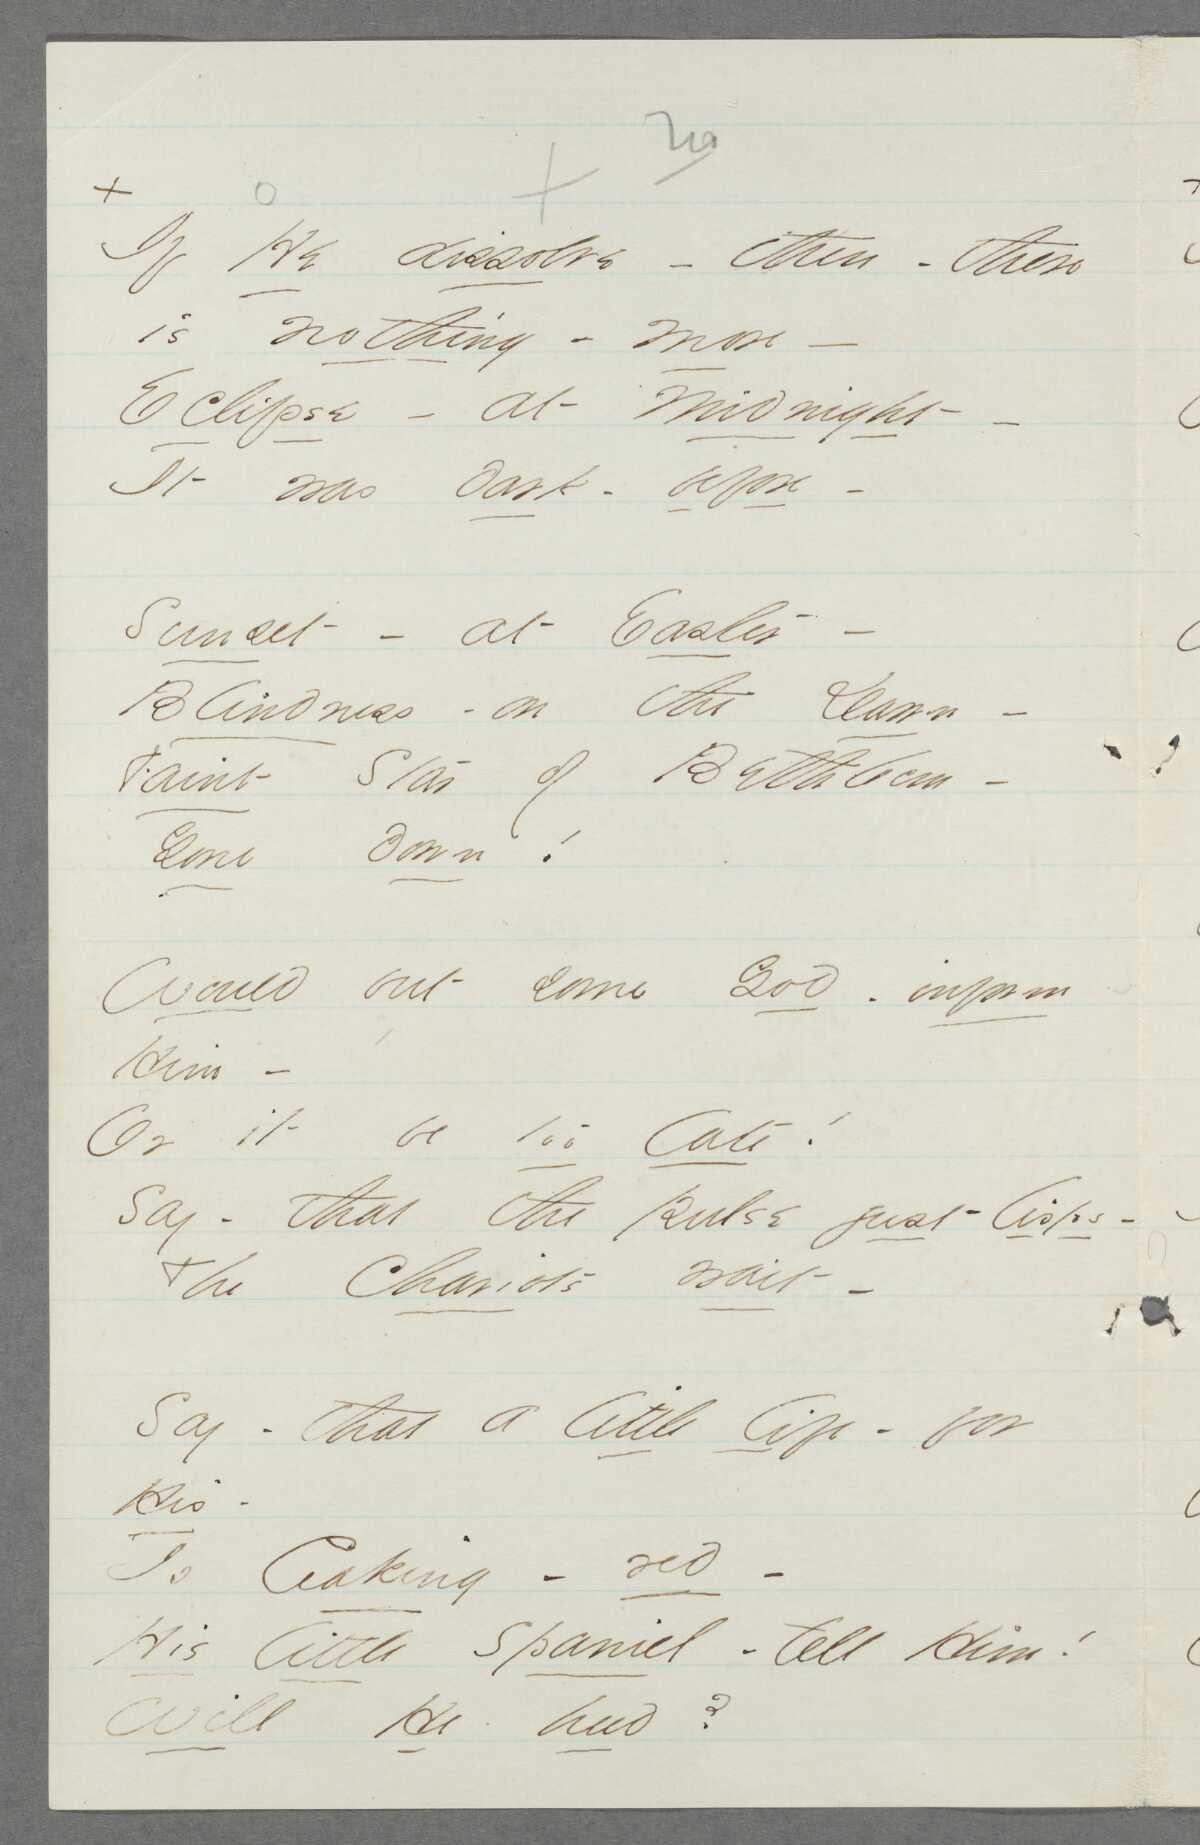 If He dissolve - then - there
is nothing - more -
Eclipse - at Midnight -
It was dark - before -
Sunset - at Easter -
Blindness - on the Dawn -
Faint Star of Bethlehem -
Gone down!
Would but some God - inform
Him -
Or it be too late!
Say - that the pulse just lisps -
The Chariots wait -
Say - that a little life - for
His -
Is leaking - red -
His little Spaniel - tell Him!
Will He heed?